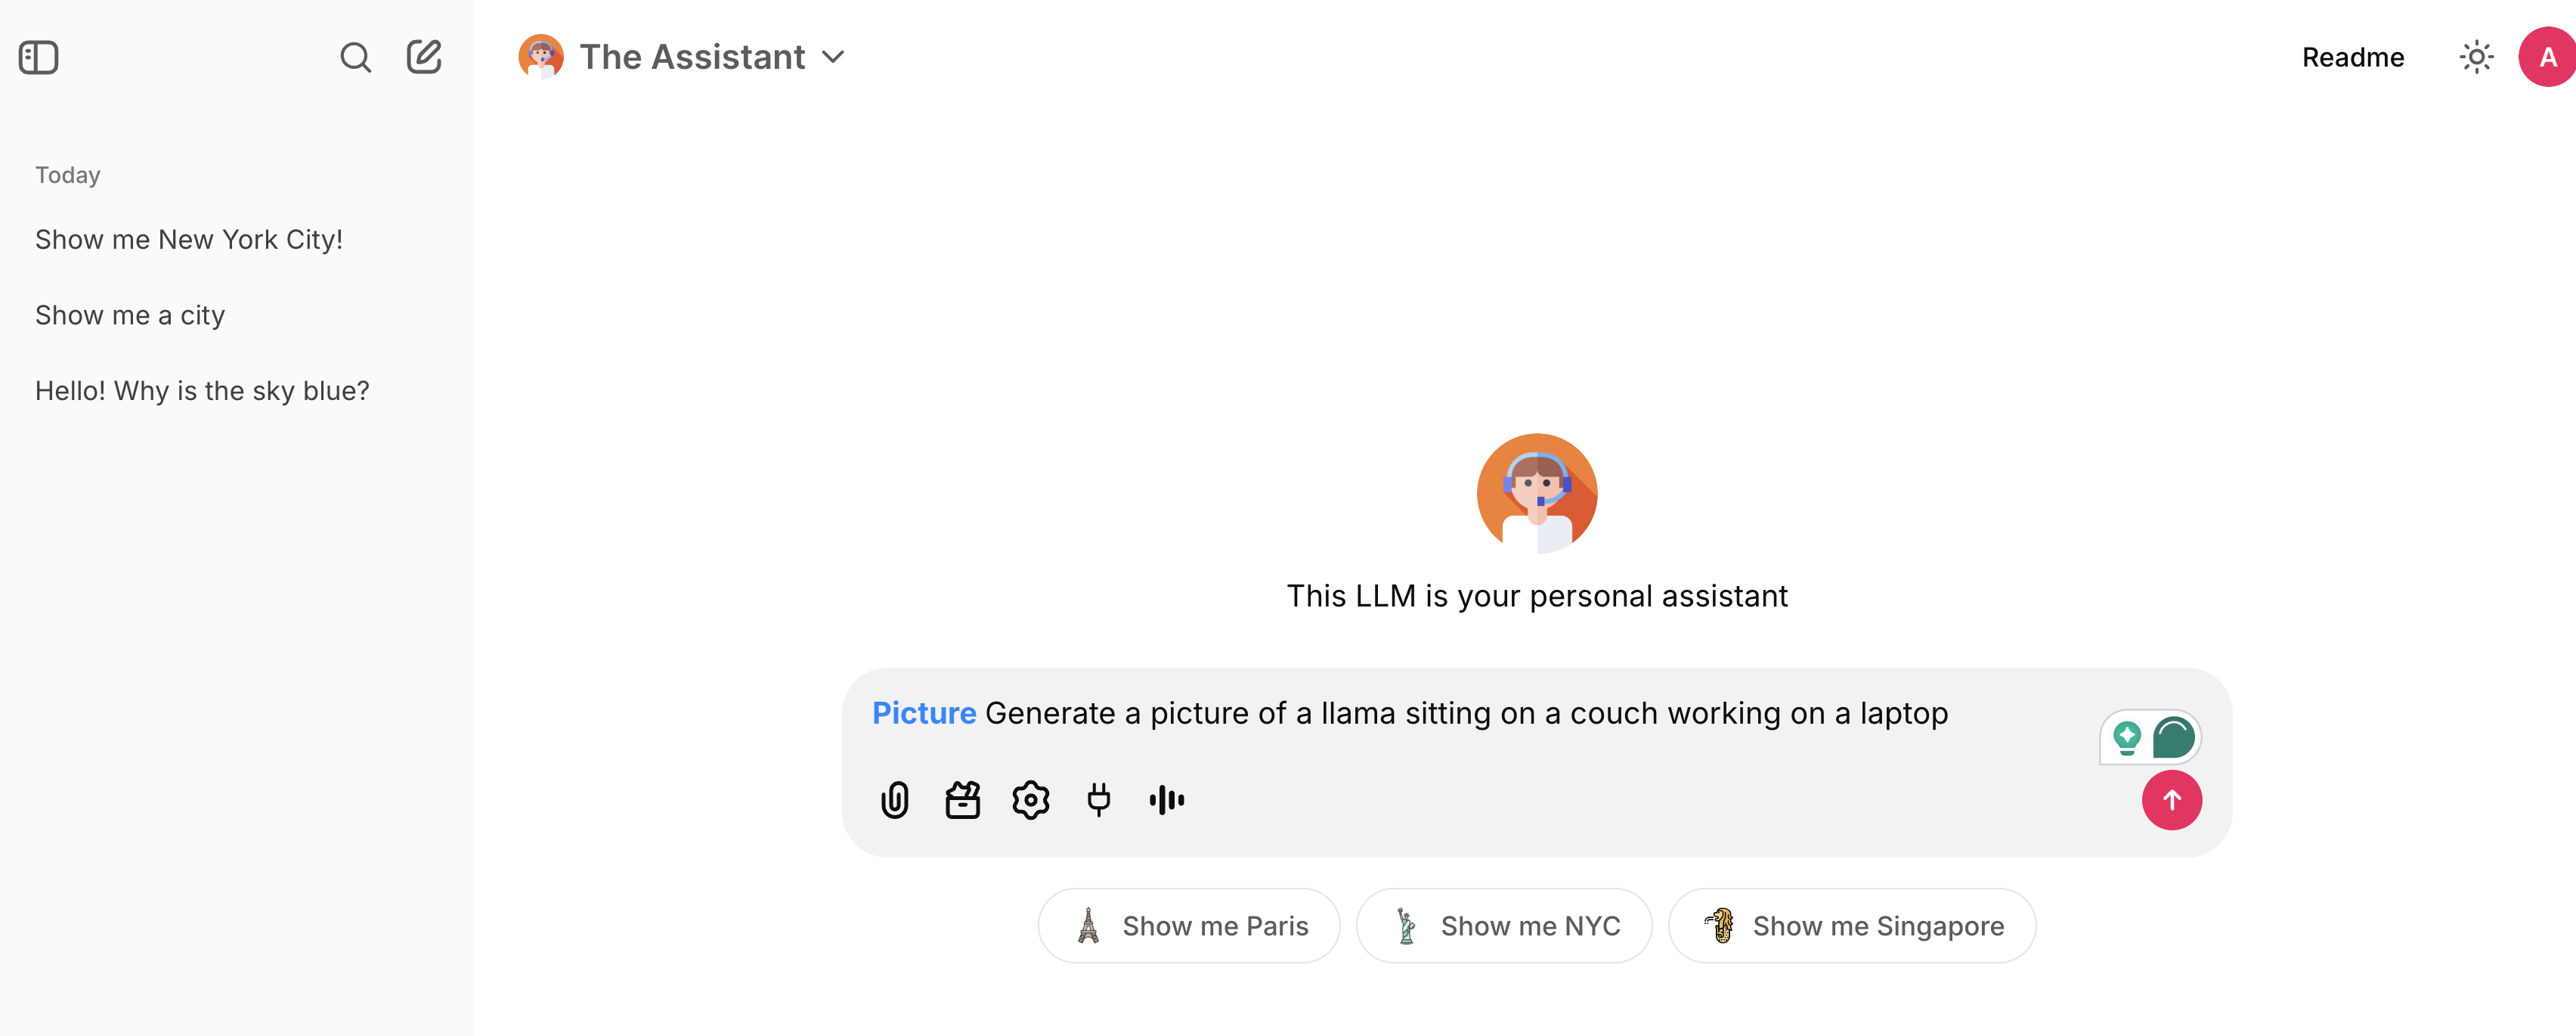 The Assistant
Readme
A
Today
Show me New York City!
Show me a city
Hello! Why is the sky blue?
This LLM is your personal assistant
Picture Generate a picture of a llama sitting on a couch working on a laptop
Show me Paris
Show me NYC
Show me Singapore